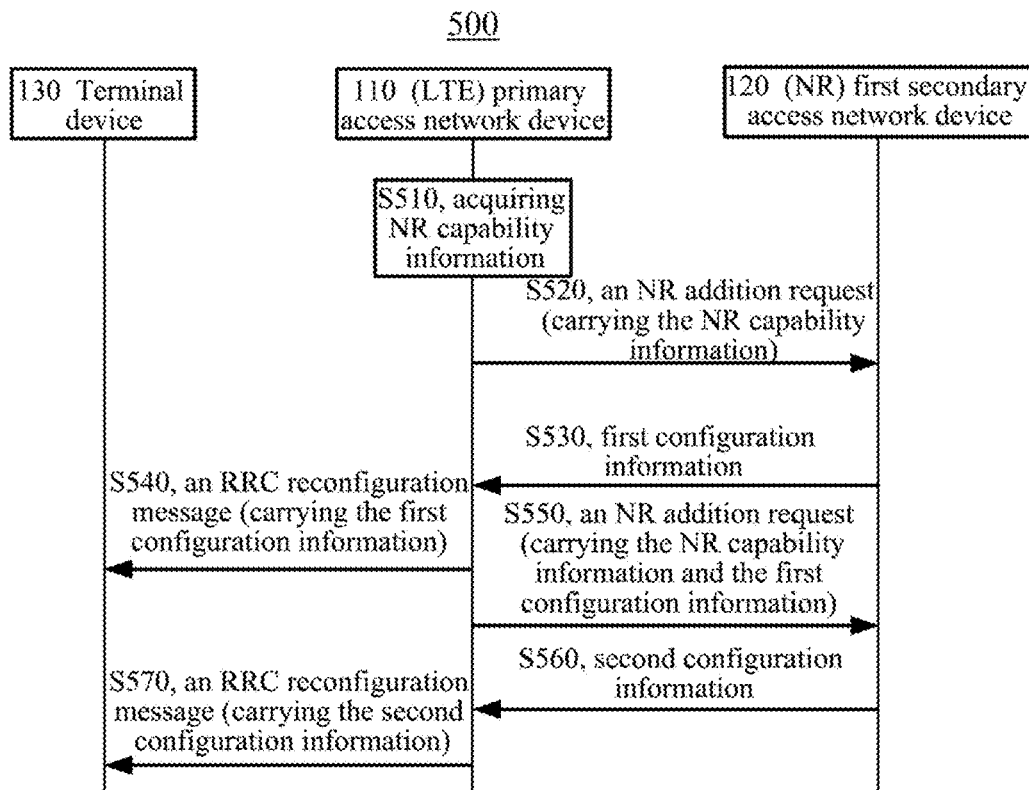 500
130 Terminal
device
110 (LTE) primary
access network device
120 (NR) first secondary
access network device
S510, acquiring
NR capability
information
S520, an NR addition request
(carrying the NR capability
information)
S530, first configuration
information
S540, an RRC reconfiguration
message (carrying the first
configuration information)
S550, an NR addition request
(carrying the NR capability
information and the first
configuration information)
S560, second configuration
information
S570, an RRC reconfiguration
message (carrying the second
configuration information)